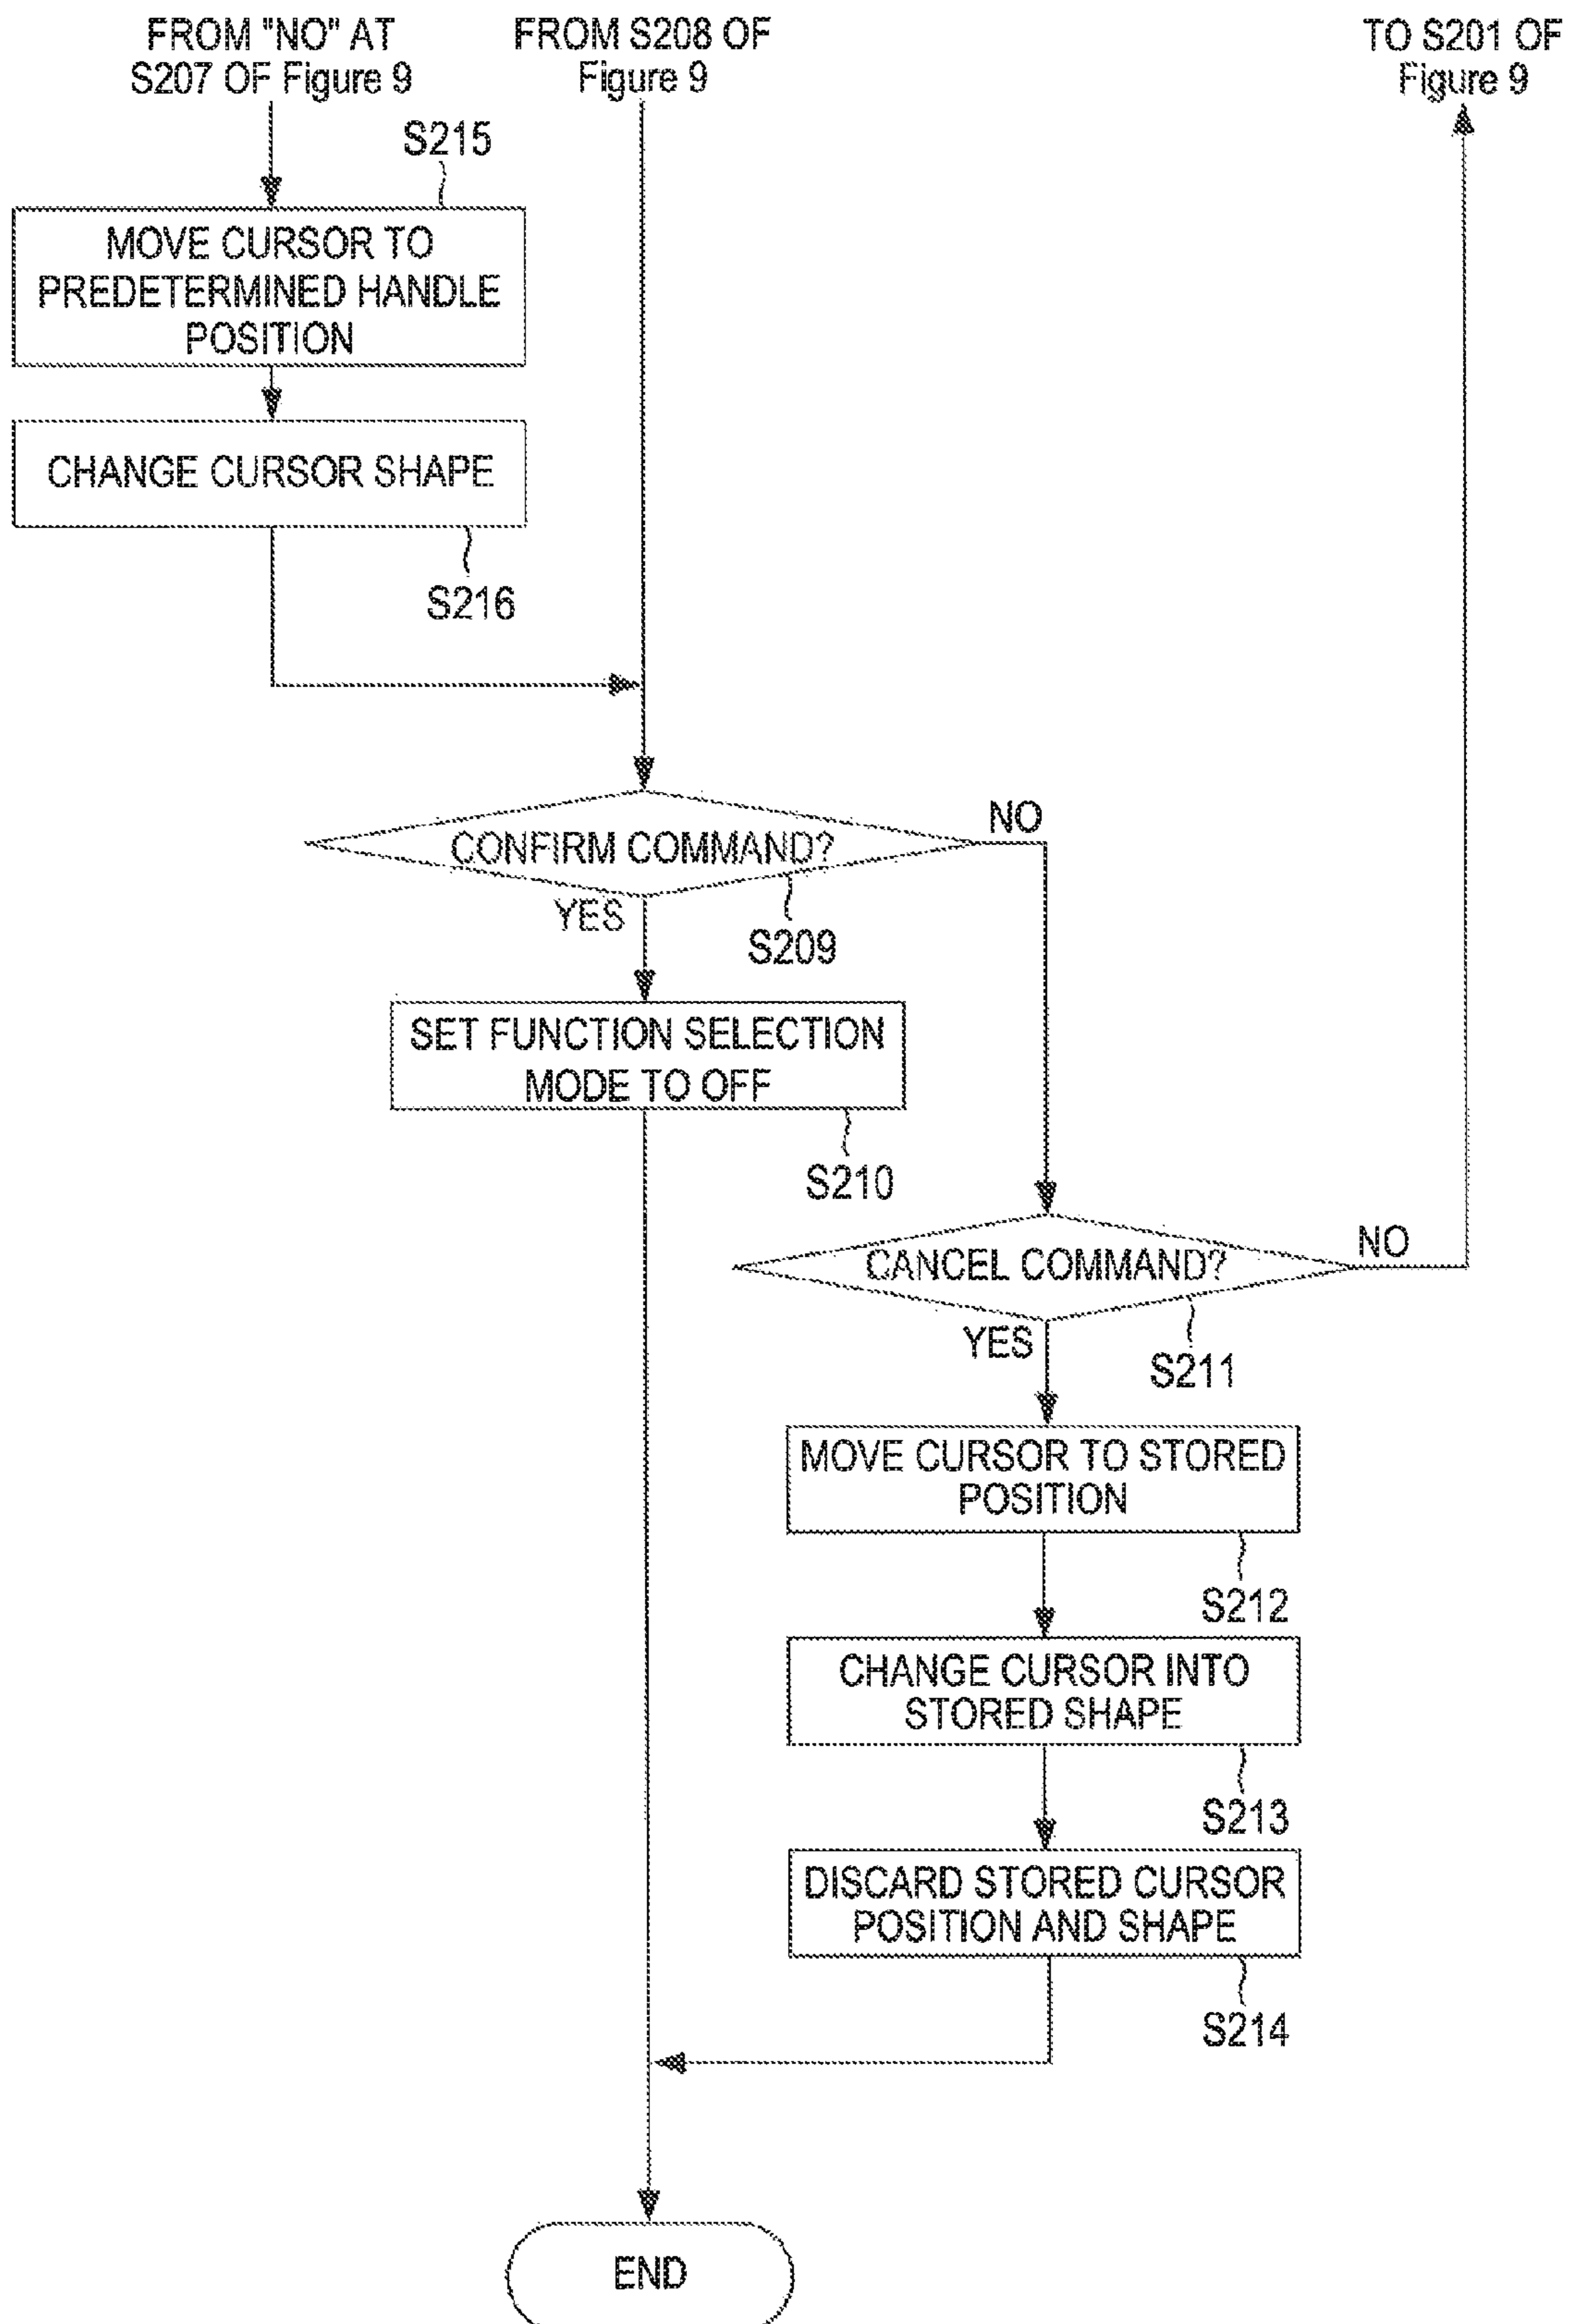 FROM "NO" AT
S207 OF Figure 9
FROM S208 OF
Figure 9
TO S201 OF
Figure 9
S215
MOVE CURSOR TO
PREDETERMINED HANDLE
POSITION
CHANGE CURSOR SHAPE
S216
CONFIRM COMMAND?
NO
YES
S209
SET FUNCTION SELECTION
MODE TO OFF
S210
CANCEL COMMAND?
NO
YES
S211
MOVE CURSOR TO STORED
POSITION
S212
CHANGE CURSOR INTO
STORED SHAPE
S213
DISCARD STORED CURSOR
POSITION AND SHAPE
S214
END